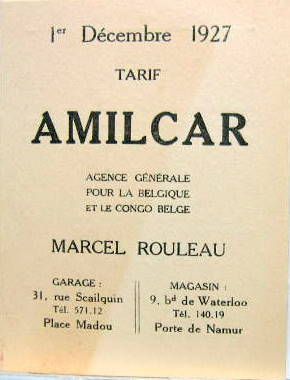 1er Décembre 1927
TARIF
AMILCAR
AGENCE GÉNÉRALE
POUR LA BELGIQUE
ET LE CONGO BELGE
MARCEL ROULEAU
GARAGE :
31, rue Scailquin
Tél. 571.12
Place Madou
MAGASIN :
9, bd de Waterloo
Tél. 140.19
Porte de Namur